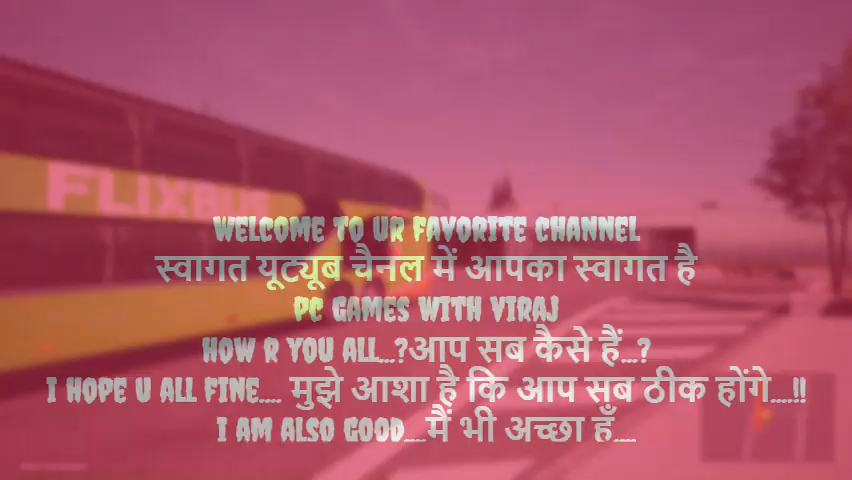 FLiXBUS
WELCOME TO UR FAVORITE CHANNEL
स्वागत यूट्यूब चैनल में आपका स्वागत है
PC GAMES WITH VIRAJ
HOW R YOU ALL...?आप सब कैसे हैं...?
I HOPE U ALL FINE.... मुझे आशा है कि आप सब ठीक होंगे....!!
I AM ALSO GOOD....मैं भी अच्छा हूँ....